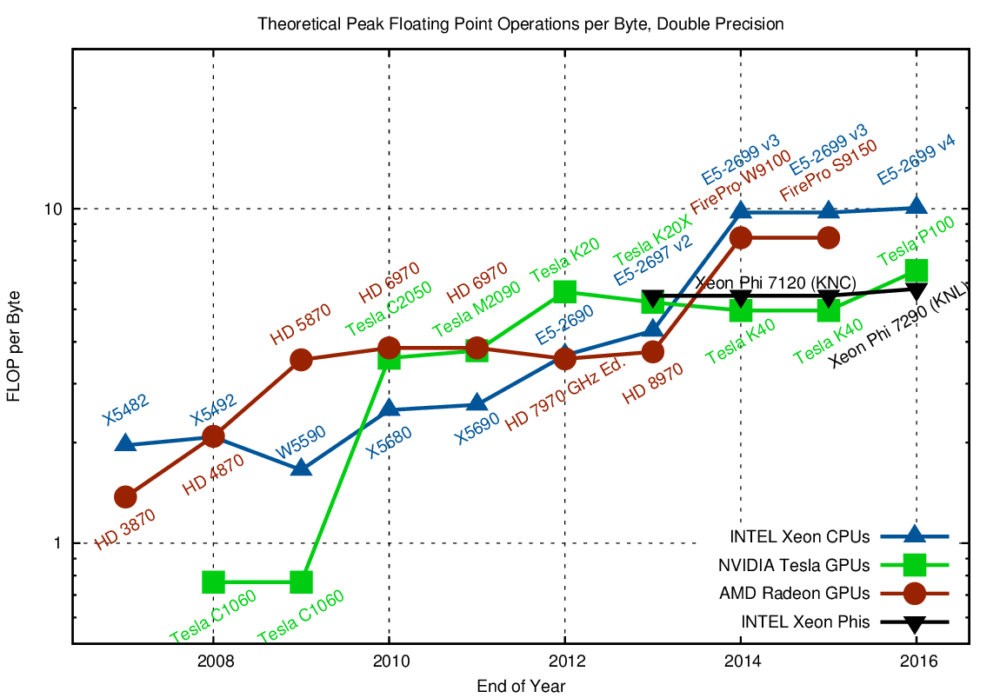 Theoretical Peak Floating Point Operations per Byte, Double Precision
FLOP per Byte
10
1
E5-2699 v3
E5-2699 v3
E5-2699 v4
FirePro W9100
FirePro S9150
Tesla K20X
Tesla P100
Tesla K20
E5-2697 v2
HD 6970
HD 6970
Xeon Phi 7120 (KNC)
Tesla C2050
Tesla M2090
HD 5870
E5-2690
Tesla K40
Tesla K40
Xeon Phi 7290 (KNL)
X5482
X5492
HD 7970 GHz Ed.
HD 8970
W5590
X5680
X5690
HD 4870
HD 3870
Tesla C1060
Tesla C1060
INTEL Xeon CPUs
NVIDIA Tesla GPUs
AMD Radeon GPUs
INTEL Xeon Phis
2008
2010
2012
2014
2016
End of Year